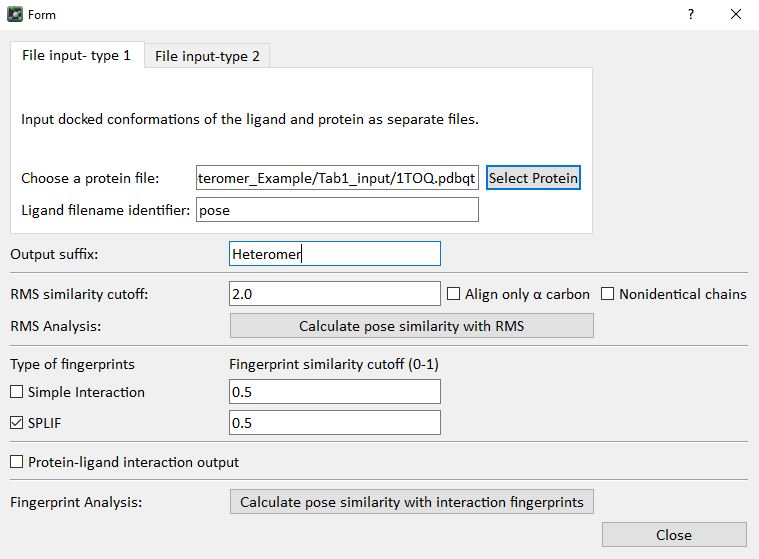 Form
? 
File input- type 1 File input-type 2
Input docked conformations of the ligand and protein as separate files.
Choose a protein file: teromer_Example/Tab1_input/1TOQ.pdbqt Select Protein
Ligand filename identifier: pose
Output suffix: Heteromer
RMS similarity cutoff: 2.0 Align only α carbon Nonidentical chains
RMS Analysis: Calculate pose similarity with RMS
Type of fingerprints Fingerprint similarity cutoff (0-1)
Simple Interaction 0.5
SPLIF 0.5
Protein-ligand interaction output
Fingerprint Analysis: Calculate pose similarity with interaction fingerprints
Close